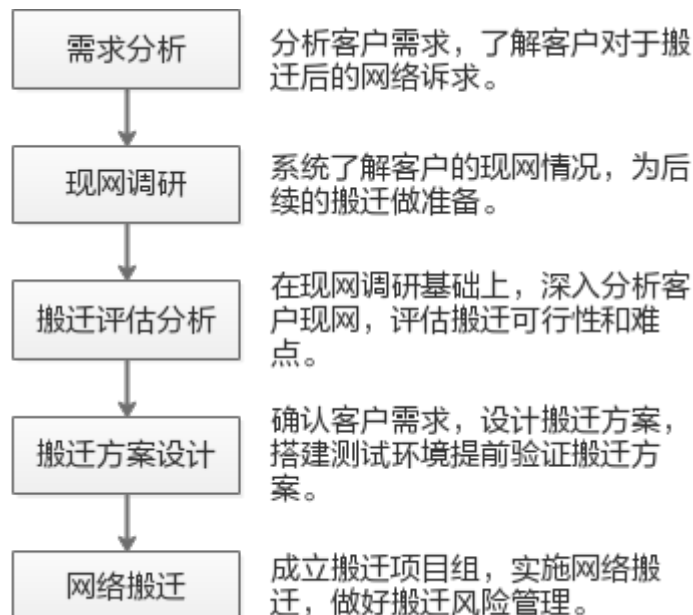 需求分析
分析客户需求，了解客户对于搬
迁后的网络诉求。
现网调研
系统了解客户的现网情况，为后
续的搬迁做准备。
搬迁评估分析
在现网调研基础上，深入分析客
户现网，评估搬迁可行性和难
点。
搬迁方案设计
确认客户需求，设计搬迁方案，
搭建测试环境提前验证搬迁方
案。
网络搬迁
成立搬迁项目组，实施网络搬
迁，做好搬迁风险管理。